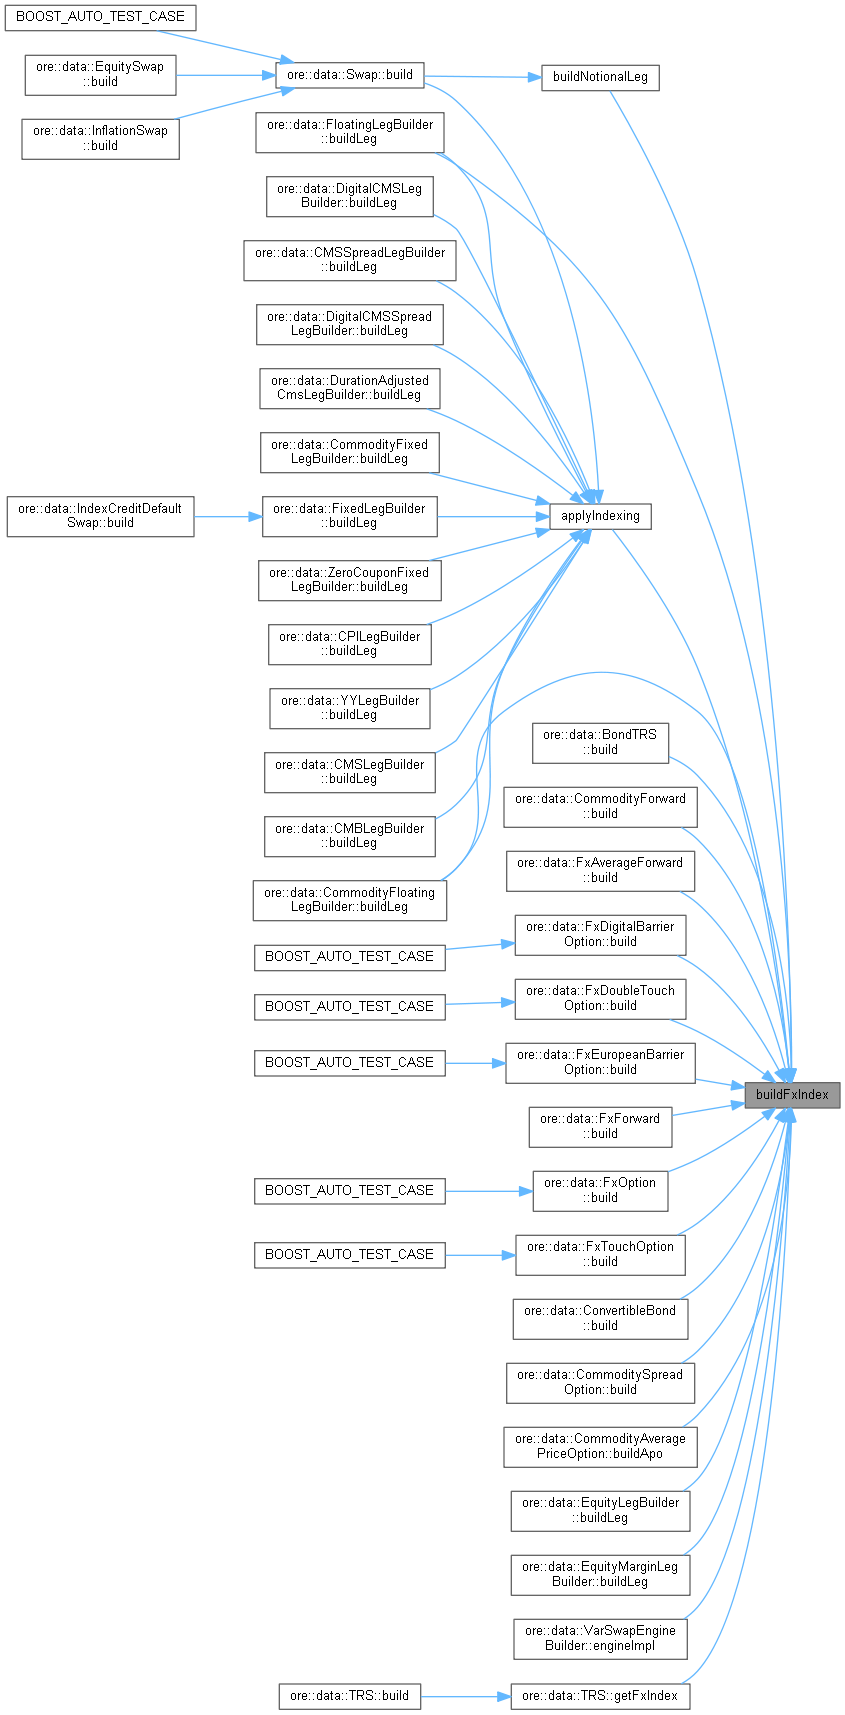 BOOST_AUTO_TEST_CASE
ore::data::EquitySwap
::build
ore::data::InflationSwap
::build
ore::data::Swap::build
buildNotionalLeg
ore::data::FloatingLegBuilder
::buildLeg
ore::data::DigitalCMSLeg
Builder::buildLeg
ore::data::CMSSpreadLegBuilder
::buildLeg
ore::data::DigitalCMSSpread
LegBuilder::buildLeg
ore::data::DurationAdjusted
CmsLegBuilder::buildLeg
ore::data::CommodityFixed
LegBuilder::buildLeg
ore::data::IndexCreditDefault
Swap::build
ore::data::FixedLegBuilder
::buildLeg
applyIndexing
ore::data::ZeroCouponFixed
LegBuilder::buildLeg
ore::data::CPILegBuilder
::buildLeg
ore::data::YYLegBuilder
::buildLeg
ore::data::CMSLegBuilder
::buildLeg
ore::data::CMBLegBuilder
::buildLeg
ore::data::CommodityFloating
LegBuilder::buildLeg
ore::data::BondTRS
::build
ore::data::CommodityForward
::build
ore::data::FxAverageForward
::build
ore::data::FxDigitalBarrier
Option::build
BOOST_AUTO_TEST_CASE
ore::data::FxDoubleTouch
Option::build
BOOST_AUTO_TEST_CASE
ore::data::FxEuropeanBarrier
Option::build
BOOST_AUTO_TEST_CASE
buildFxIndex
ore::data::FxForward
::build
ore::data::FxOption
::build
BOOST_AUTO_TEST_CASE
ore::data::FxTouchOption
::build
BOOST_AUTO_TEST_CASE
ore::data::ConvertibleBond
::build
ore::data::CommoditySpread
Option::build
ore::data::CommodityAverage
PriceOption::buildApo
ore::data::EquityLegBuilder
::buildLeg
ore::data::EquityMarginLeg
Builder::buildLeg
ore::data::VarSwapEngine
Builder::engineImpl
ore::data::TRS::build
ore::data::TRS::getFxIndex